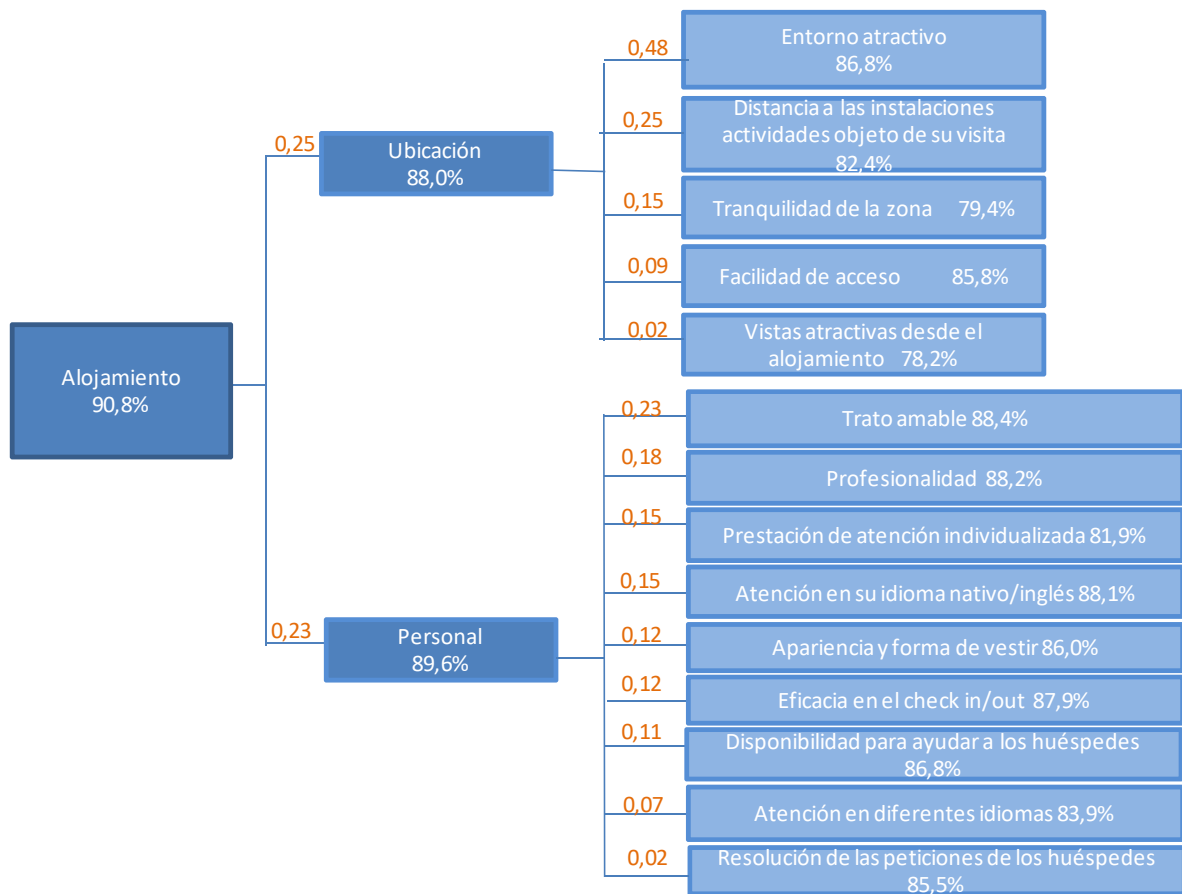 0,48
Entorno atractivo
86,8%
0,25
Distancia a las instalaciones
actividades objeto de su visita
82,4%
0,25
Ubicación
88,0%
0,15
Tranquilidad de la zona 79,4%
0,09
Facilidad de acceso 85,8%
0,02
Vistas atractivas desde el
alojamiento 78,2%
Alojamiento
90,8%
0,23
Trato amable 88,4%
0,18
Profesionalidad 88,2%
0,15
Prestación de atención individualizada 81,9%
0,15
Atención en su idioma nativo/inglés 88,1%
0,23
Personal
89,6%
0,12
Apariencia y forma de vestir 86,0%
0,12
Eficacia en el check in/out 87,9%
0,11
Disponibilidad para ayudar a los huéspedes
86,8%
0,07
Atención en diferentes idiomas 83,9%
0,02
Resolución de las peticiones de los huéspedes
85,5%